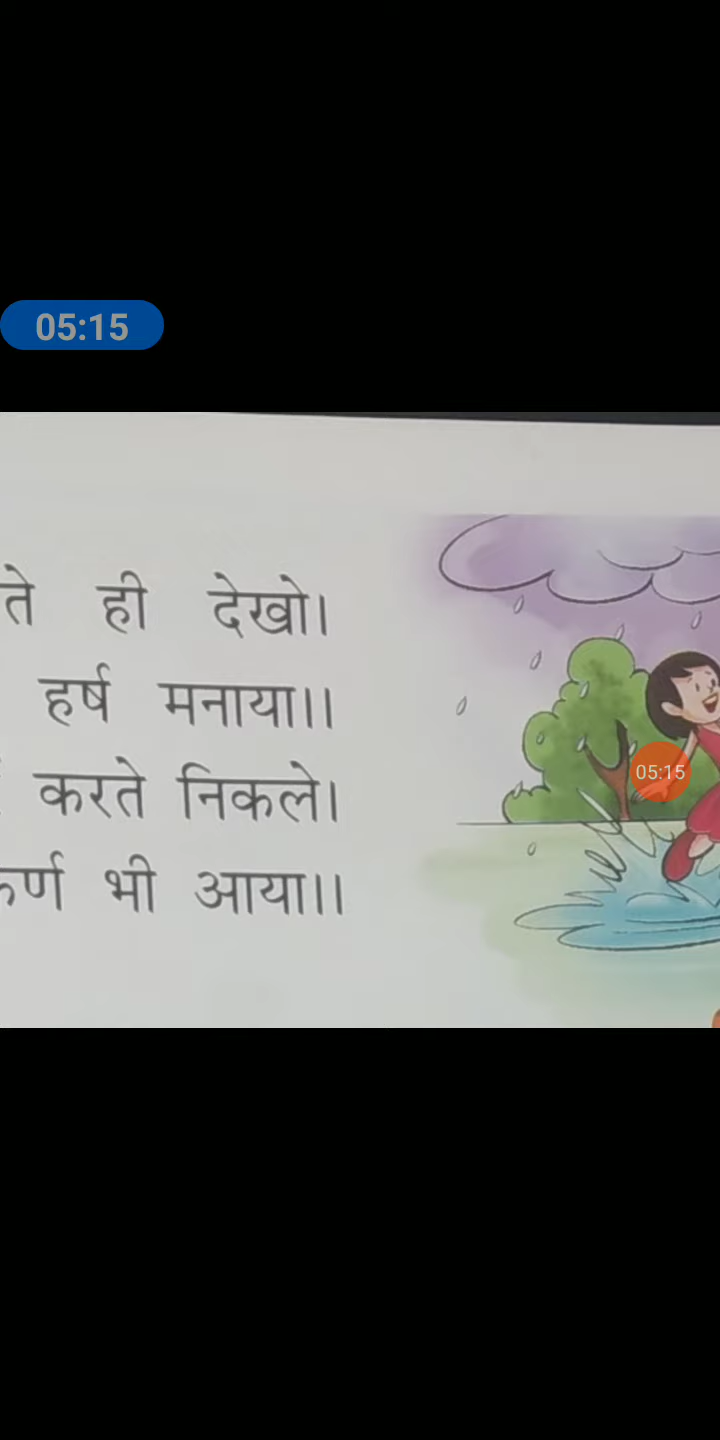 05:15
ही देखो।
हर्ष मनाया।।
करते निकले।
05:15
भी आया।।